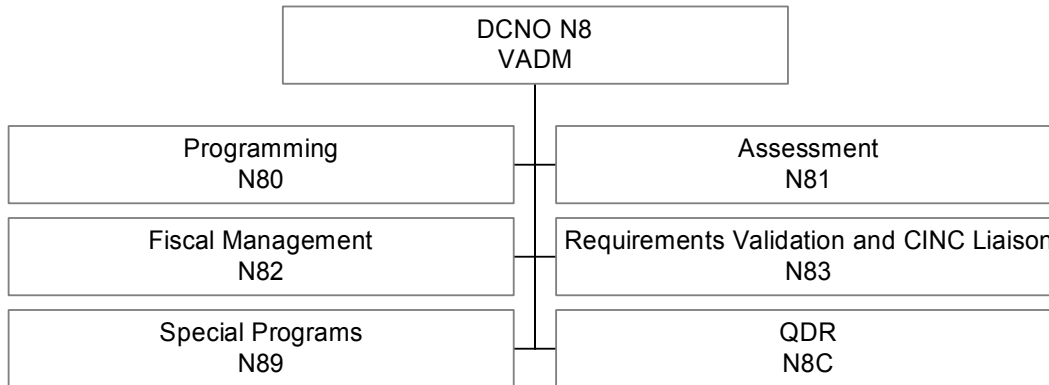 DCNO N8
VADM
Programming
N80
Assessment
N81
Fiscal Management
N82
Requirements Validation and CINC Liaison
N83
Special Programs
N89
QDR
N8C